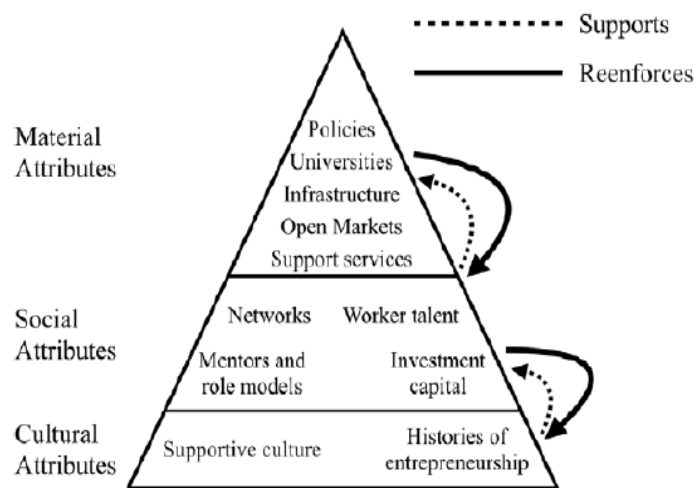 Supports
Reenforces
Material
Attributes
Policies
Universities
Infrastructure
Open Markets
Support services
Social
Attributes
Networks
Worker talent
Mentors and
role models
Investment
capital
Cultural
Attributes
Supportive culture
Histories of
entrepreneurship